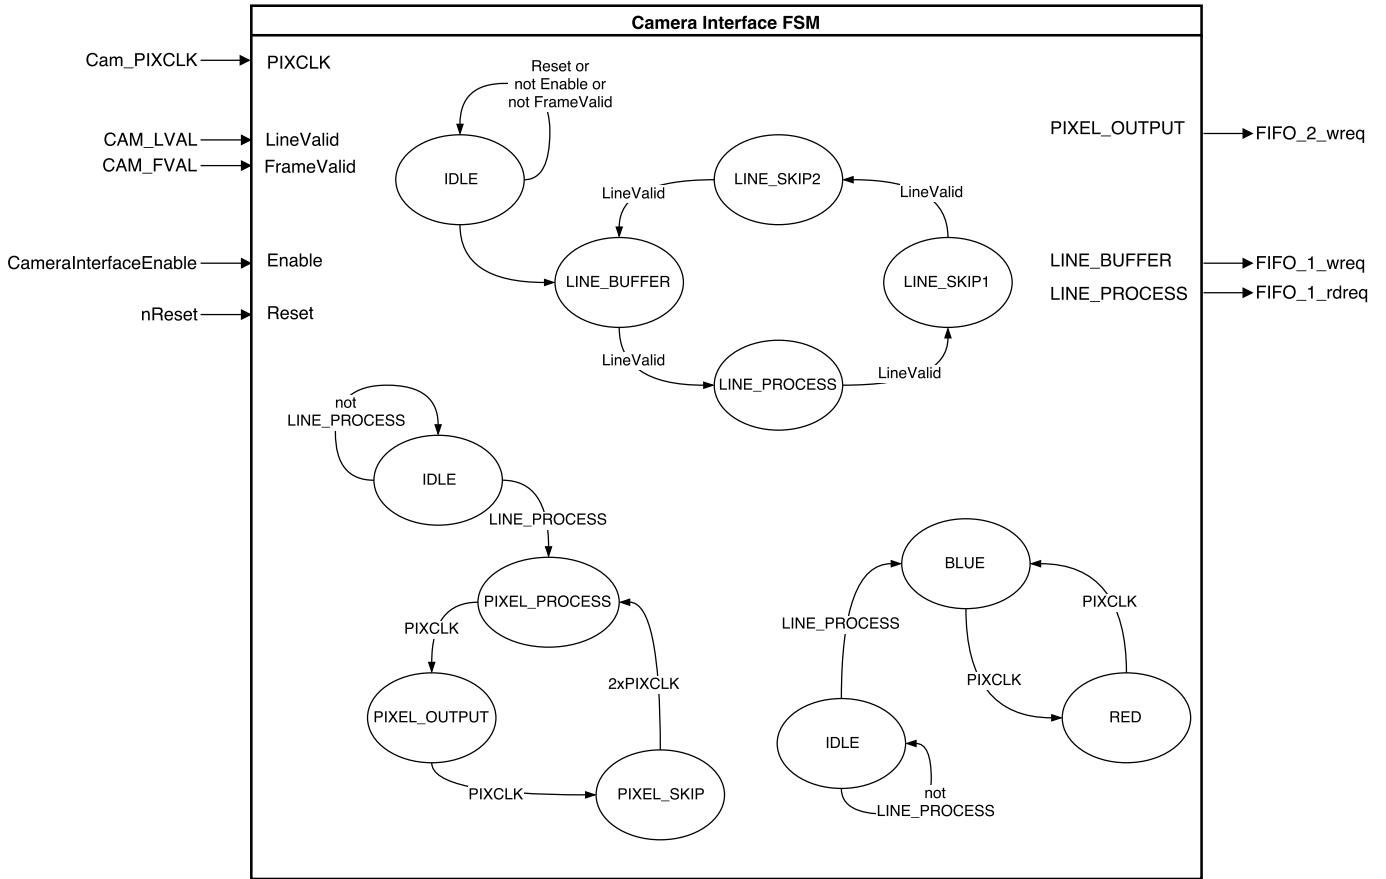 Camera Interface FSM
Cam_PIXCLK
PIXCLK
Reset or
not Enable or
not FrameValid
CAM_LVAL
LineValid
CAM_FVAL
FrameValid
PIXEL_OUTPUT
FIFO_2_wreq
IDLE
LINE_SKIP2
LineValid
LineValid
CameraInterfaceEnable
Enable
LINE_BUFFER
FIFO_1_wreq
LINE_BUFFER
LINE_SKIP1
LINE_PROCESS
FIFO_1_rdreq
nReset
Reset
LineValid
LineValid
LINE_PROCESS
not
LINE_PROCESS
IDLE
LINE_PROCESS
PIXEL_PROCESS
PIXCLK
2xPIXCLK
PIXEL_OUTPUT
PIXCLK
PIXEL_SKIP
BLUE
PIXCLK
LINE_PROCESS
PIXCLK
RED
IDLE
not
LINE_PROCESS